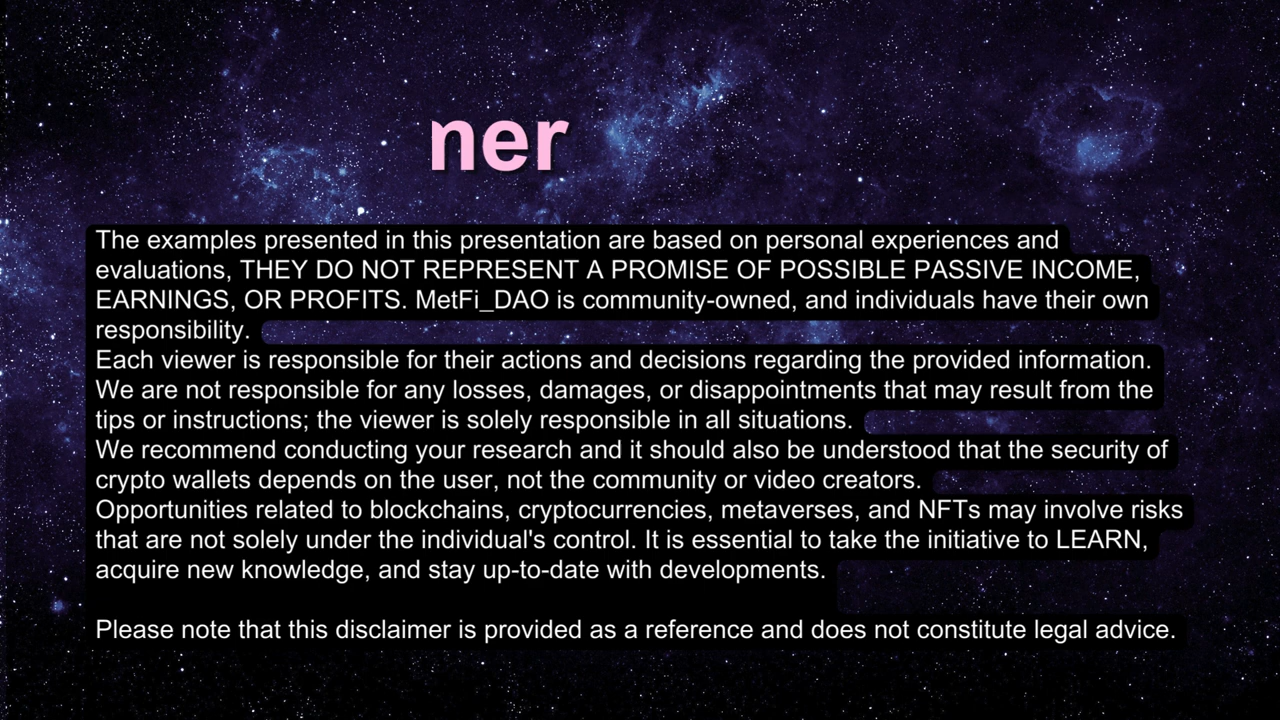 ner
The examples presented in this presentation are based on personal experiences and
evaluations, THEY DO NOT REPRESENT A PROMISE OF POSSIBLE PASSIVE INCOME,
EARNINGS, OR PROFITS. MetFi_DAO is community-owned, and individuals have their own
responsibility.
Each viewer is responsible for their actions and decisions regarding the provided information.
We are not responsible for any losses, damages, or disappointments that may result from the
tips or instructions; the viewer is solely responsible in all situations.
We recommend conducting your research and it should also be understood that the security of
crypto wallets depends on the user, not the community or video creators.
Opportunities related to blockchains, cryptocurrencies, metaverses, and NFTs may involve risks
that are not solely under the individual's control. It is essential to take the initiative to LEARN,
acquire new knowledge, and stay up-to-date with developments.
Please note that this disclaimer is provided as a reference and does not constitute legal advice.